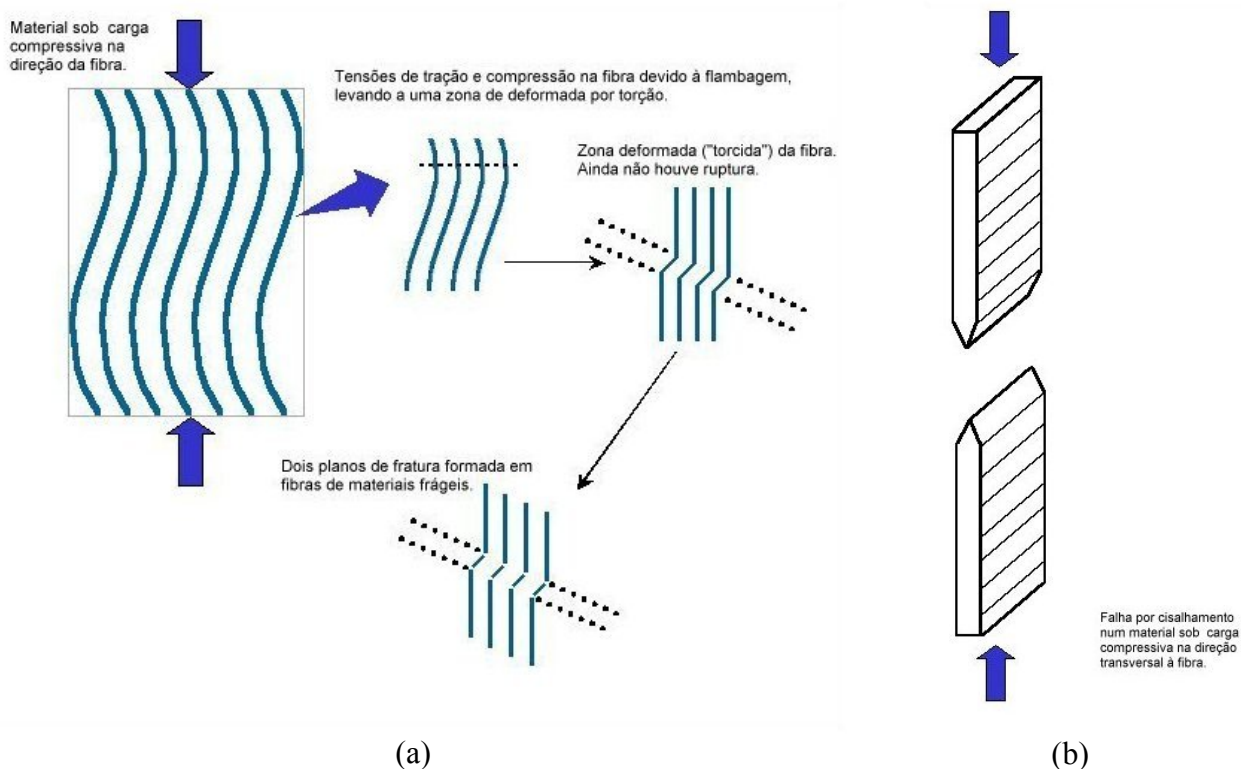 Material sob carga
compressiva na
direção da fibra.
Tensões de tração e compressão na fibra devido à flambagem,
levando a uma zona de deformada por torção.
Zona deformada ("torcida") da fibra.
Ainda não houve ruptura.
Dois planos de fratura formada em
fibras de materiais frágeis.
Falha por cisalhamento
num material sob carga
compressiva na direção
transversal à fibra.
(a)
(b)